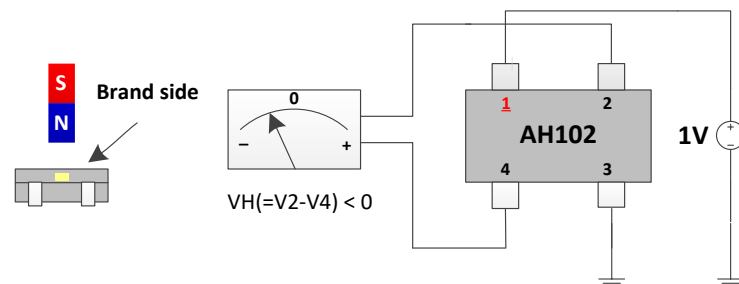 S
N
Brand side
0
− +
VH(=V2-V4) < 0
1 2
AH102
4 3
1V
+
−